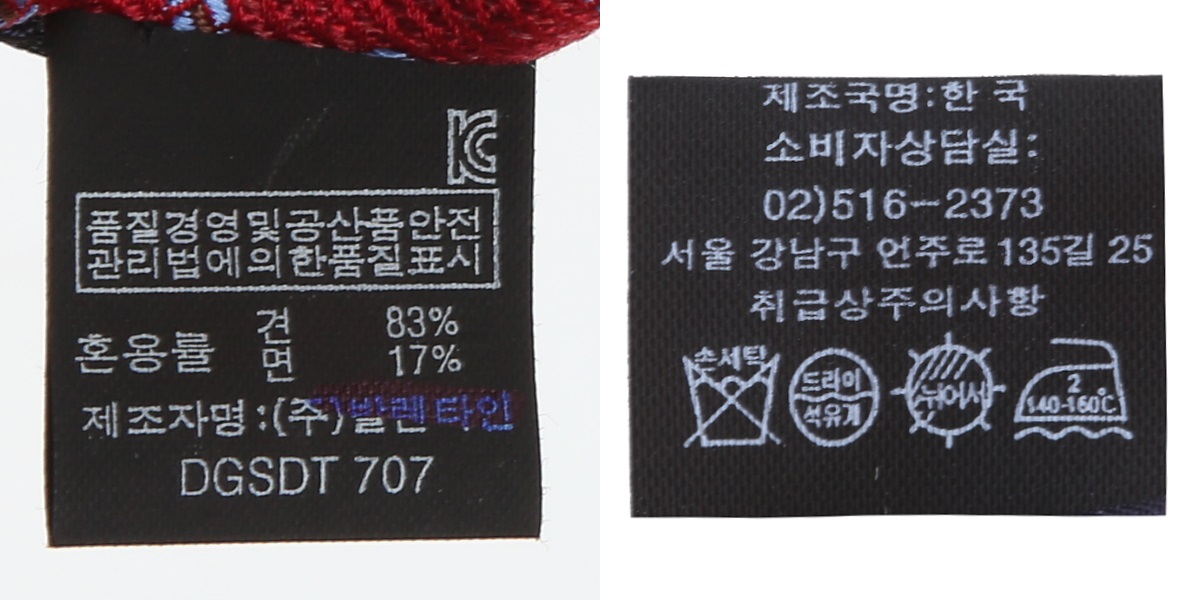 KC
품질경영및공산품안전
관리법에의한품질표시
혼용률
견 83%
면 17%
제조자명:(주)발렌타인
DGSDT 707
제조국명:한 국
소비자상담실:
02)516-2373
서울 강남구 언주로 135길 25
취급상주의사항
손세탁
드라이
석유계
뉘어서
2
140-160℃